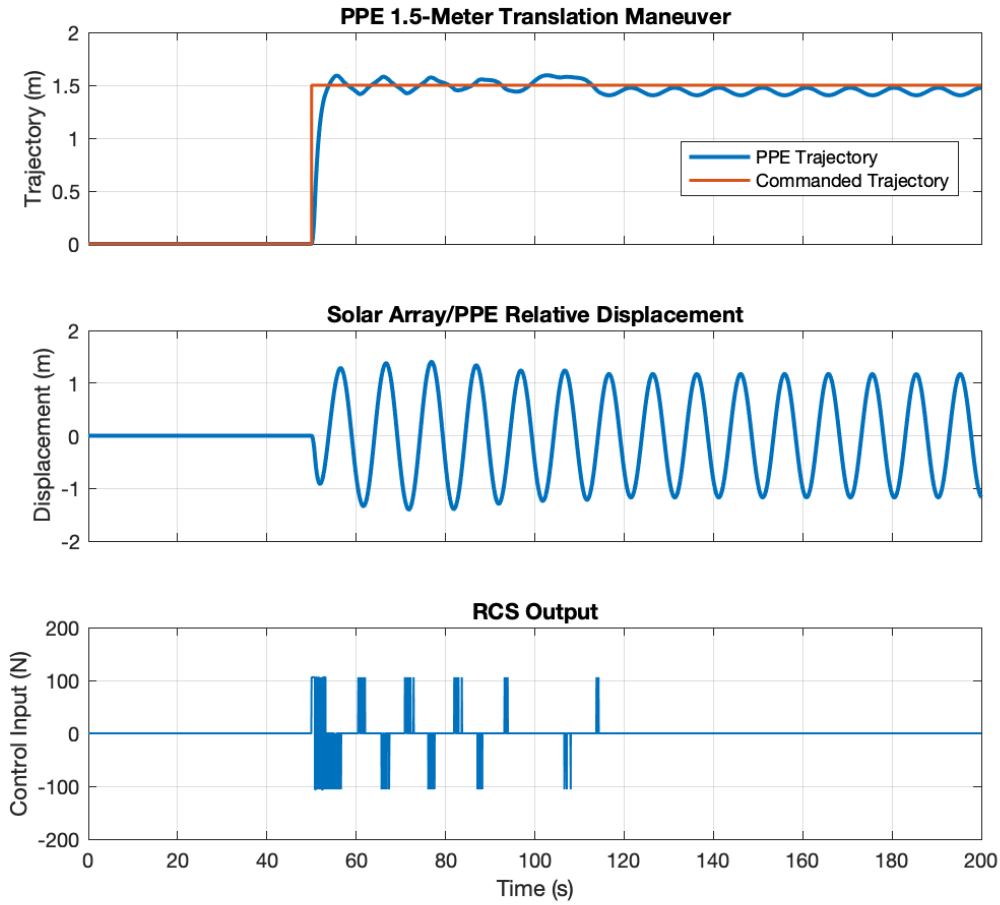 PPE 1.5-Meter Translation Maneuver
2
1.5
1
0.5
0
Trajectory (m)
PPE Trajectory
Commanded Trajectory
Solar Array/PPE Relative Displacement
2
1
0
-1
-2
Displacement (m)
RCS Output
200
100
0
-100
-200
Control Input (N)
0 20 40 60 80 100 120 140 160 180 200
Time (s)